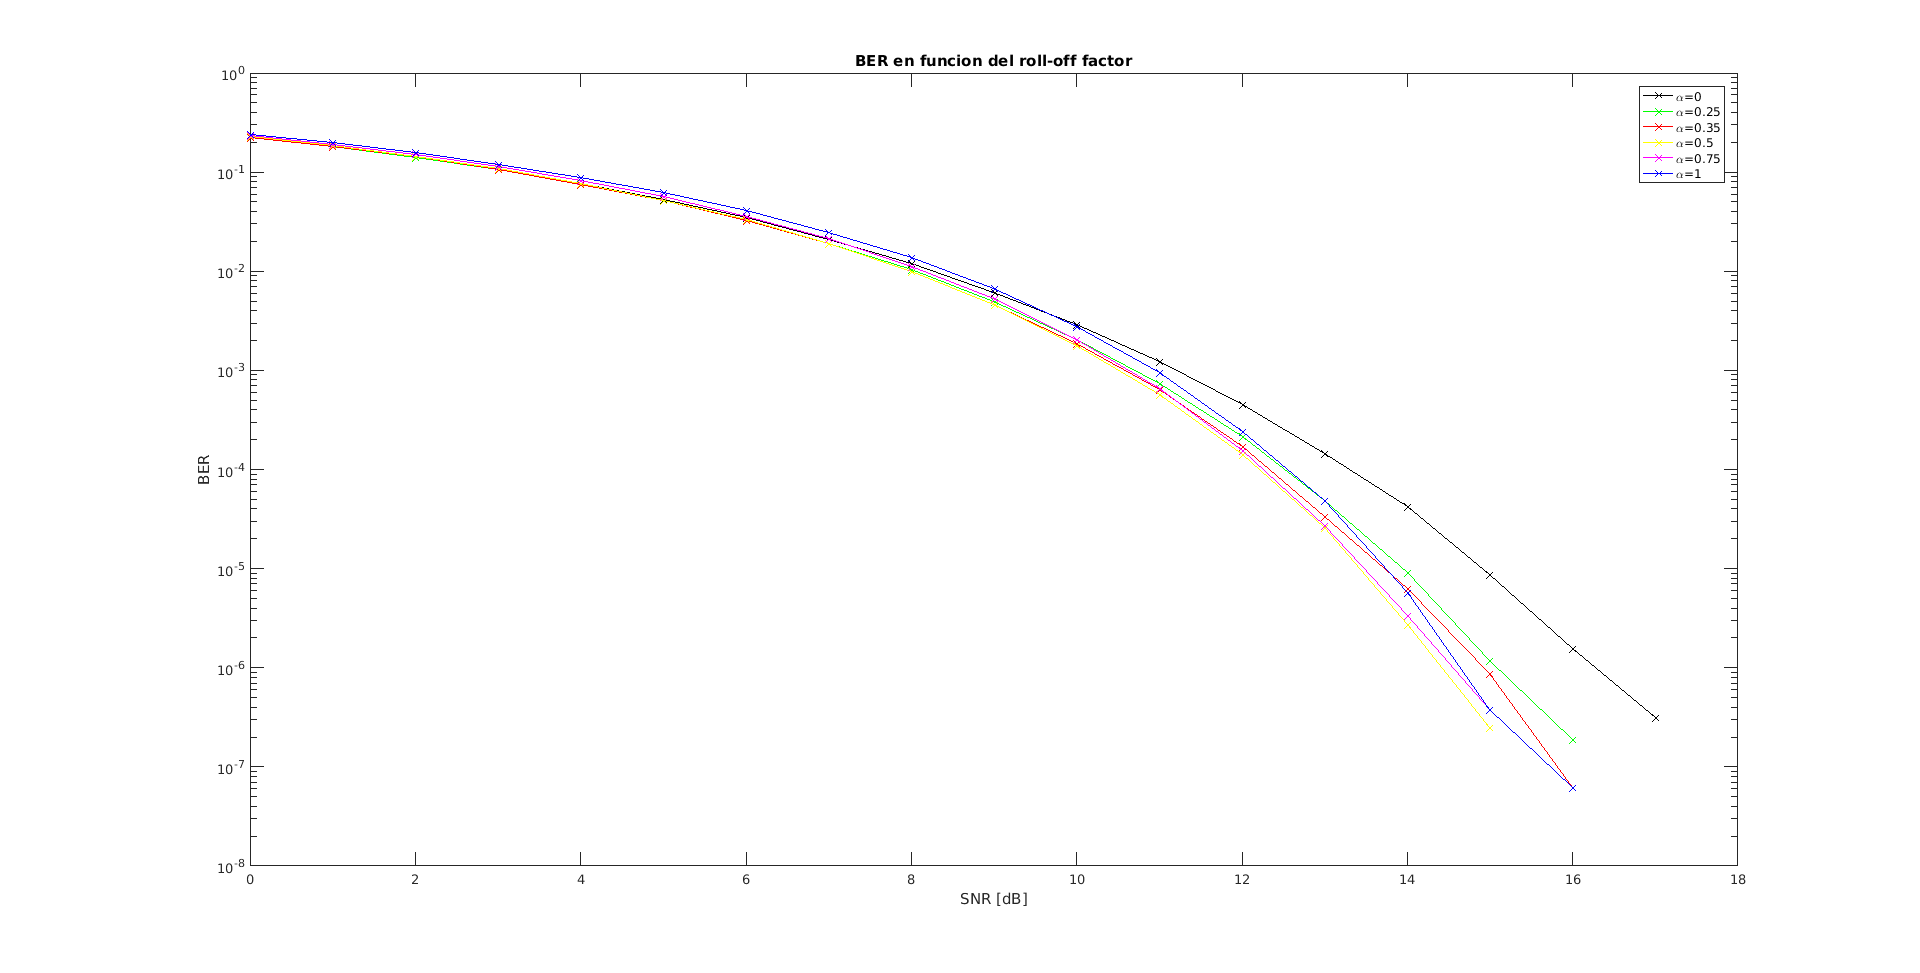 BER en funcion del roll-off factor
α=0
α=0.25
α=0.35
α=0.5
α=0.75
α=1
BER
10^0
10^-1
10^-2
10^-3
10^-4
10^-5
10^-6
10^-7
10^-8
0 2 4 6 8 10 12 14 16 18
SNR [dB]